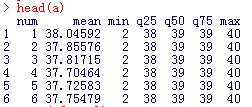 > head(a)
  num     mean min q25 q50 q75 max
1   1 38.04592   2  38  39  39  40
2   2 37.85576   2  38  39  39  40
3   3 37.81715   2  38  39  39  40
4   4 37.70464   2  38  39  39  40
5   5 37.72583   2  38  39  39  40
6   6 37.75479   2  38  39  39  40